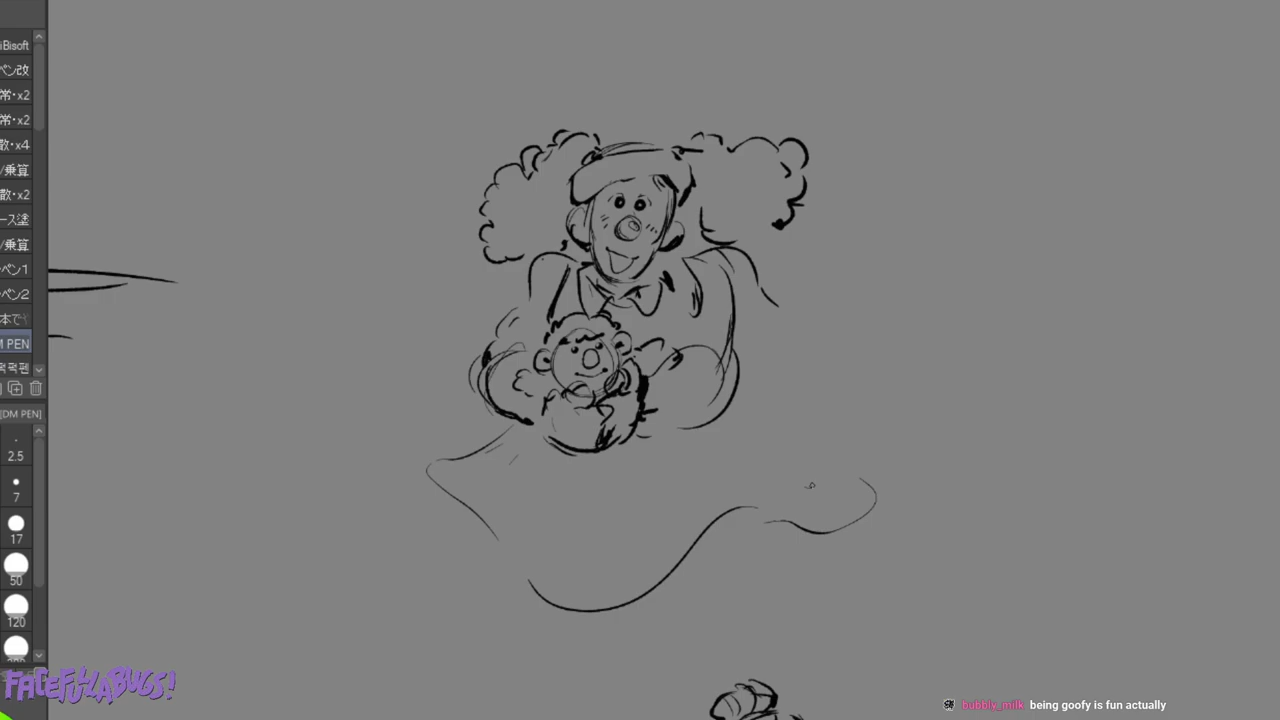 iBisoft
ペン改
常・x2
常・x2
散・x4
/乗算
散・x2
ース塗
/乗算
ペン1
ペン2
本で
M PEN
[DM PEN]
2.5
7
17
50
120
FACEFULLABUGS!
bubbly_milk being goofy is fun actually